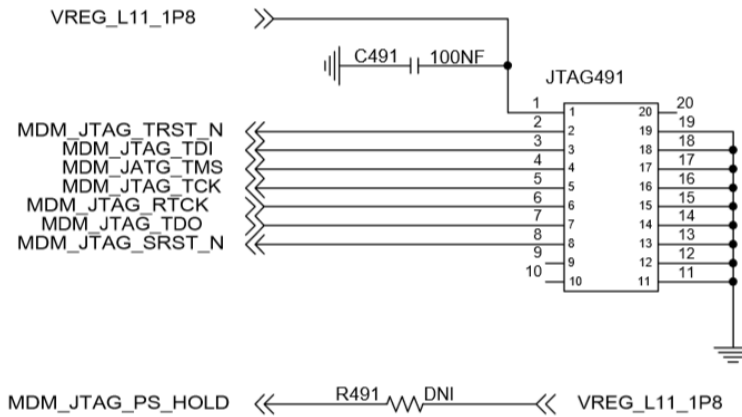 VREG_L11_1P8
C491 100NF
JTAG491
1 1 20 20
MDM_JTAG_TRST_N 2 2 19 19
MDM_JTAG_TDI 3 3 18 18
MDM_JATG_TMS 4 4 17 17
MDM_JTAG_TCK 5 5 16 16
MDM_JTAG_RTCK 6 6 15 15
MDM_JTAG_TDO 7 7 14 14
MDM_JTAG_SRST_N 8 8 13 13
9 9 12 12
10 10 11 11
MDM_JTAG_PS_HOLD R491 DNI VREG_L11_1P8